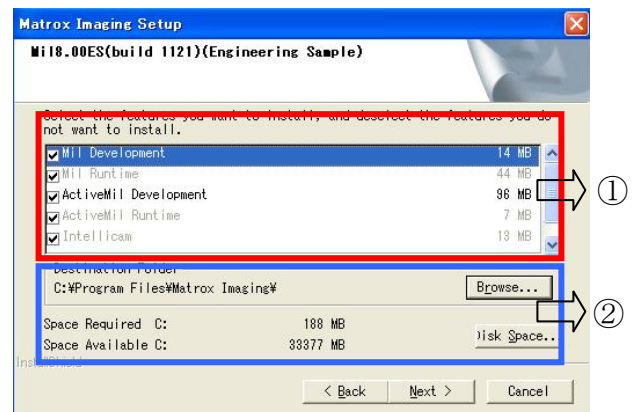 Matrox Imaging Setup
Mil8.00ES(build 1121)(Engineering Sample)
Select the features you want to install, and deselect the features you do
not want to install.
Mil Development 14 MB
Mil Runtime 44 MB
ActiveMil Development 96 MB
ActiveMil Runtime 7 MB
Intellicam 13 MB
①
Destination Folder
C:¥Program Files¥Matrox Imaging¥ Browse...
②
Space Required C: 188 MB
Space Available C: 33377 MB
Disk Space..
InstallShield
< Back Next > Cancel